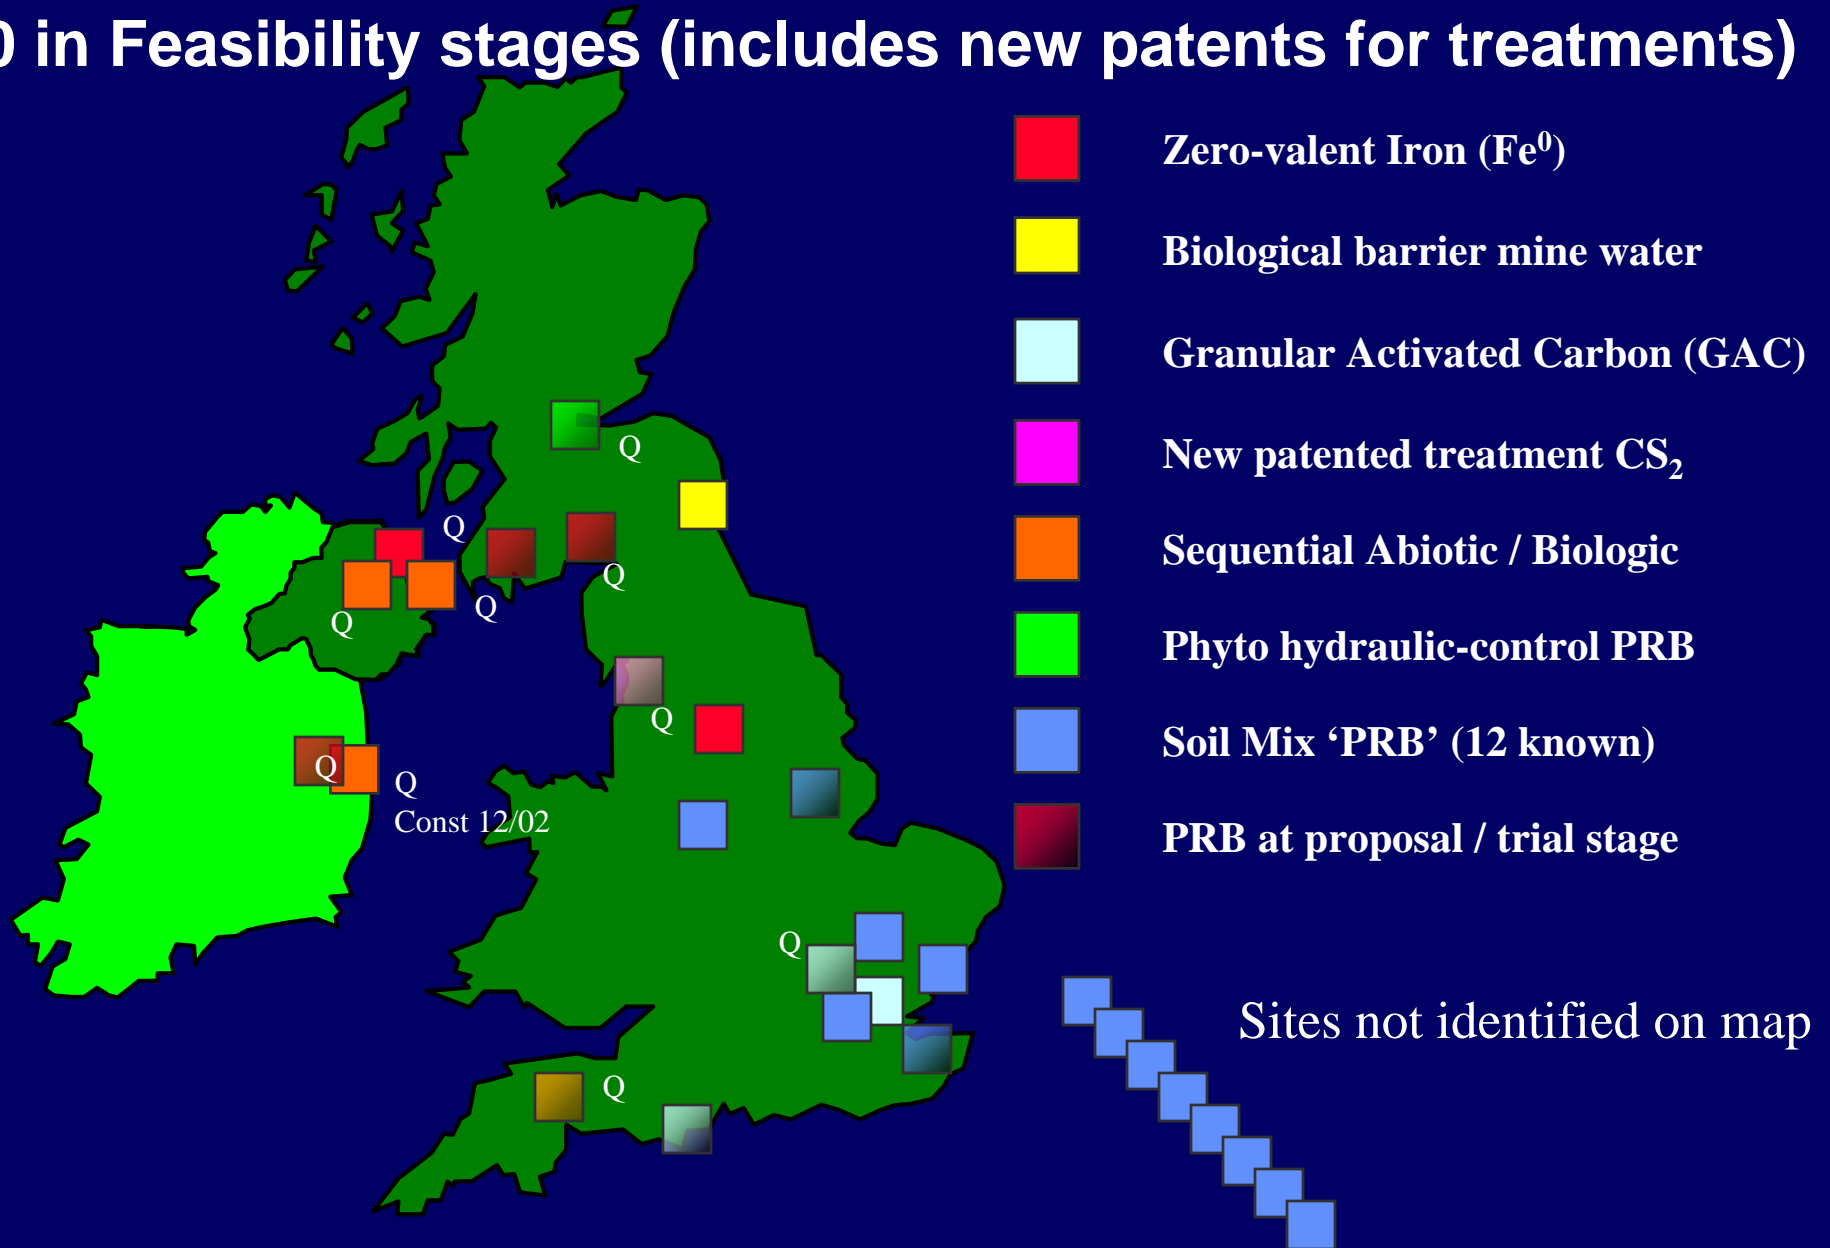 0 in Feasibility stages (includes new patents for treatments)
Zero-valent Iron (Fe⁰)
Biological barrier mine water
Granular Activated Carbon (GAC)
New patented treatment CS₂
Sequential Abiotic / Biologic
Phyto hydraulic-control PRB
Soil Mix ‘PRB’ (12 known)
PRB at proposal / trial stage
Sites not identified on map
Q
Q
Q
Q
Q
Q
Q
Q
Const 12/02
Q
Q